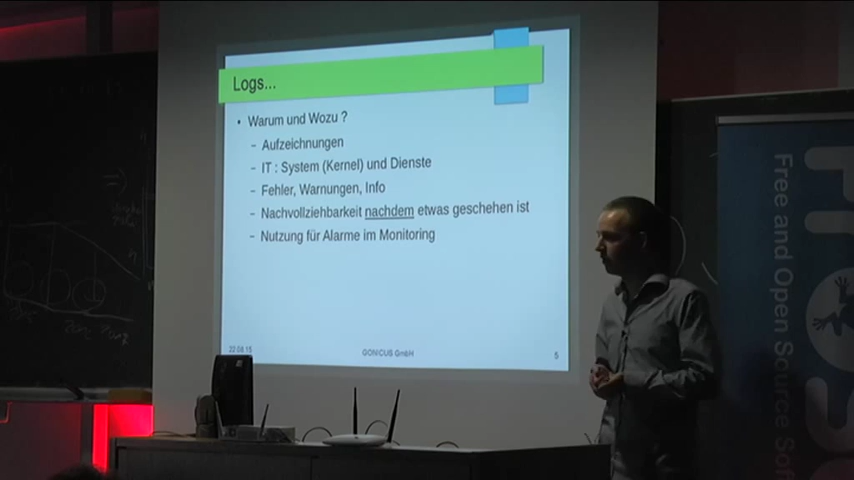 Logs...
• Warum und Wozu ?
– Aufzeichnungen
– IT : System (Kernel) und Dienste
– Fehler, Warnungen, Info
– Nachvollziehbarkeit nachdem etwas geschehen ist
– Nutzung für Alarme im Monitoring
22.08.15
GONICUS GmbH
5
Free and Open Source Sof